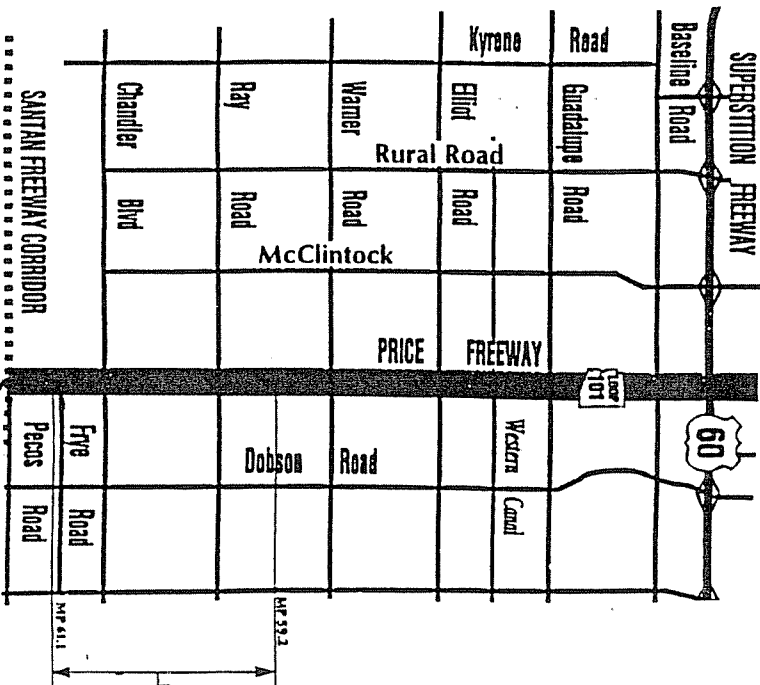 Kyrene Road
Baseline Road
SUPERSTITION FREEWAY
SANTAN FREEWAY CORRIDOR
Chandler Blvd
Ray Road
Warner Road
Elliot Road
Guadalupe Road
Rural Road
McClintock
PRICE FREEWAY
LOOP 101
60
Pecos Road
Frye Road
Dobson Road
Western Canal
MP 61.1
MP 59.2